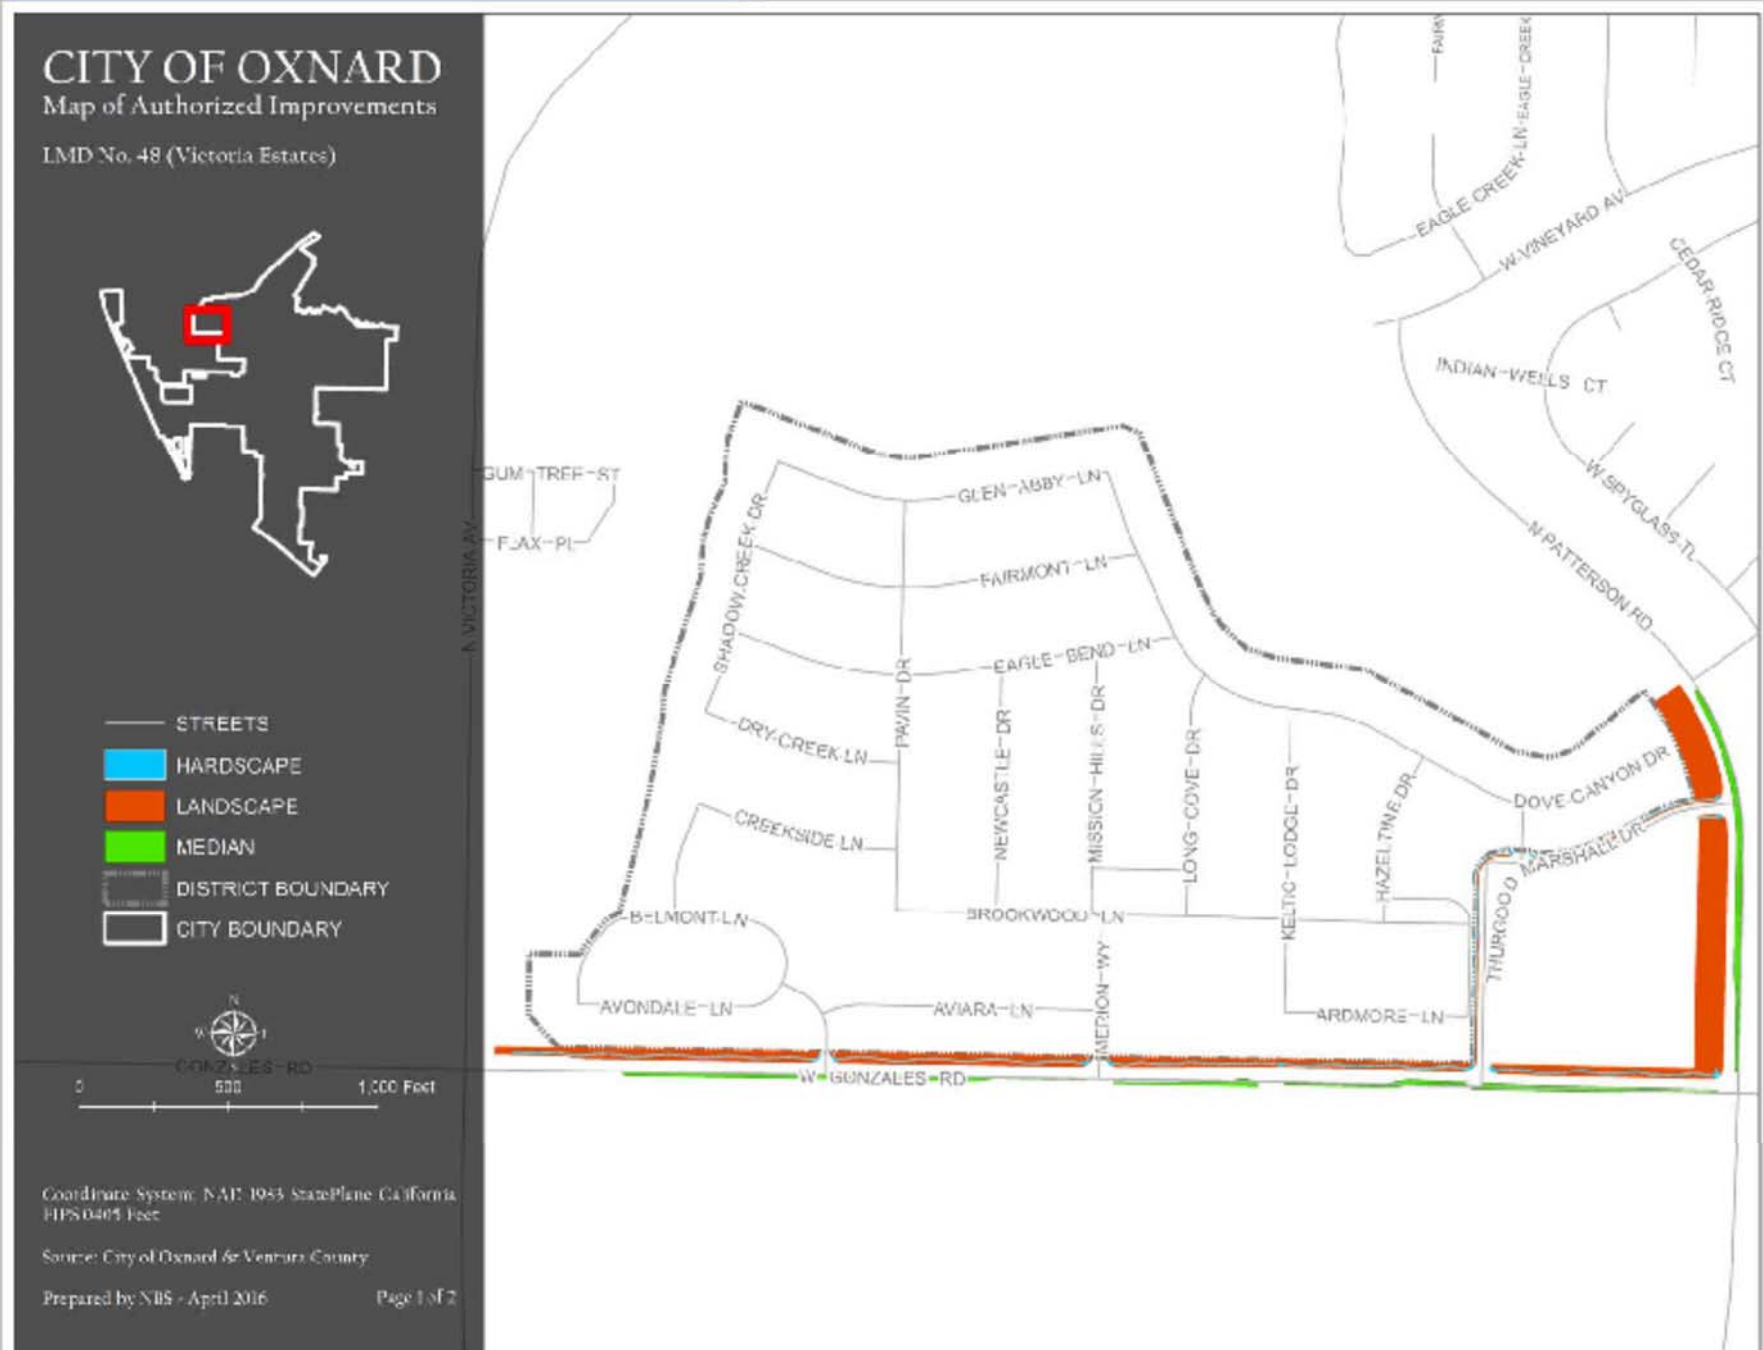 CITY OF OXNARD
Map of Authorized Improvements
LMD No. 48 (Victoria Estates)
STREETS
HARDSCAPE
LANDSCAPE
MEDIAN
DISTRICT BOUNDARY
CITY BOUNDARY
N
W
GONZALES-RD
0 500 1,000 Feet
Coordinate System: NAD 1983 StatePlane California
FIPS 0405 Feet
Source: City of Oxnard & Ventura County
Prepared by NBS - April 2016 Page 1 of 2
EAGLE CREEK-LN-EAGLE-CREEK
W-VINEYARD AV
CEDAR-RIDGE CT
INDIAN-WELLS CT
W-SPYGLASS-TL
N-PATTERSON-RD
GUM-TREE-ST
FLAX-PL
N VICTORIA AV
GLEN-ABBY-LN
SHADOW-CREEK-DR
FAIRMONT-LN
EAGLE-BEND-LN
PAVIN-DR
DRY-CREEK-LN
NEWCASTLE-DR
MISSION-HILLS-DR
LONG-COVE-DR
KELTIC-LODGE-DR
HAZELTINE-DR
DOVE-CANYON DR
THURGOOD MARSHALL DR
CREEKSIDE LN
BELMONT-LN
BROOKWOOD-LN
AVONDALE-LN
AVIARA-LN
MERION-WY
ARDMORE-LN
W-GONZALES-RD